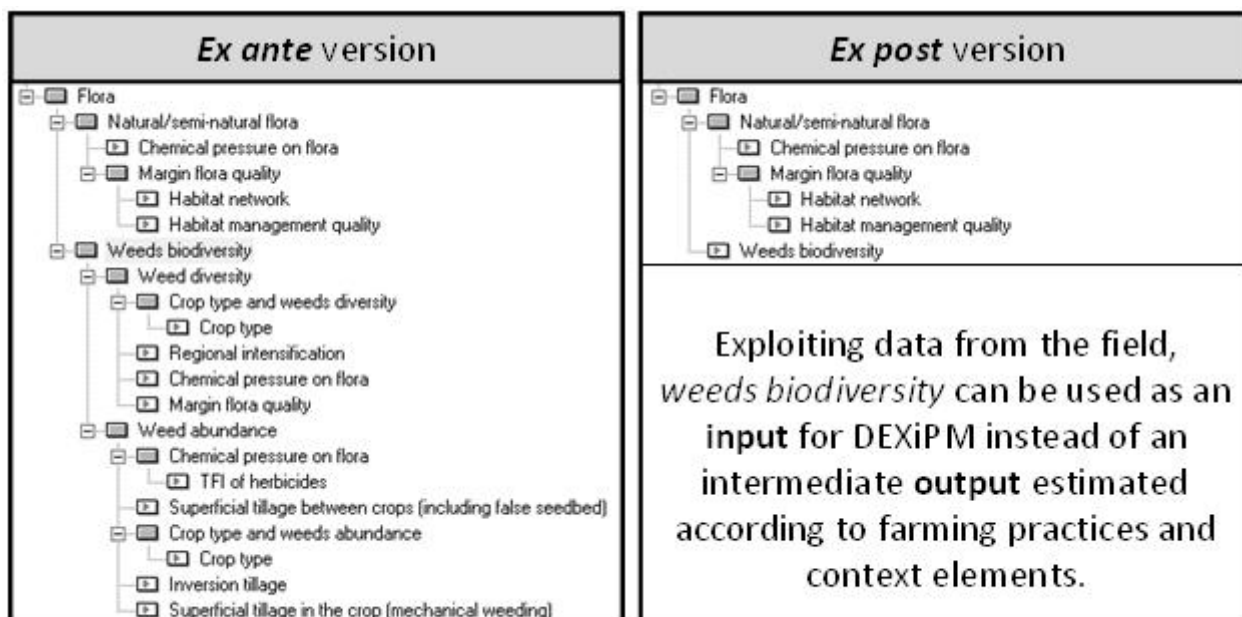 Ex ante version
Flora
Natural/semi-natural flora
Chemical pressure on flora
Margin flora quality
Habitat network
Habitat management quality
Weeds biodiversity
Weed diversity
Crop type and weeds diversity
Crop type
Regional intensification
Chemical pressure on flora
Margin flora quality
Weed abundance
Chemical pressure on flora
TFI of herbicides
Superficial tillage between crops (including false seedbed)
Crop type and weeds abundance
Crop type
Inversion tillage
Superficial tillage in the crop (mechanical weeding)
Ex post version
Flora
Natural/semi-natural flora
Chemical pressure on flora
Margin flora quality
Habitat network
Habitat management quality
Weeds biodiversity
Exploiting data from the field,
weeds biodiversity can be used as an
input for DEXiPM instead of an
intermediate output estimated
according to farming practices and
context elements.